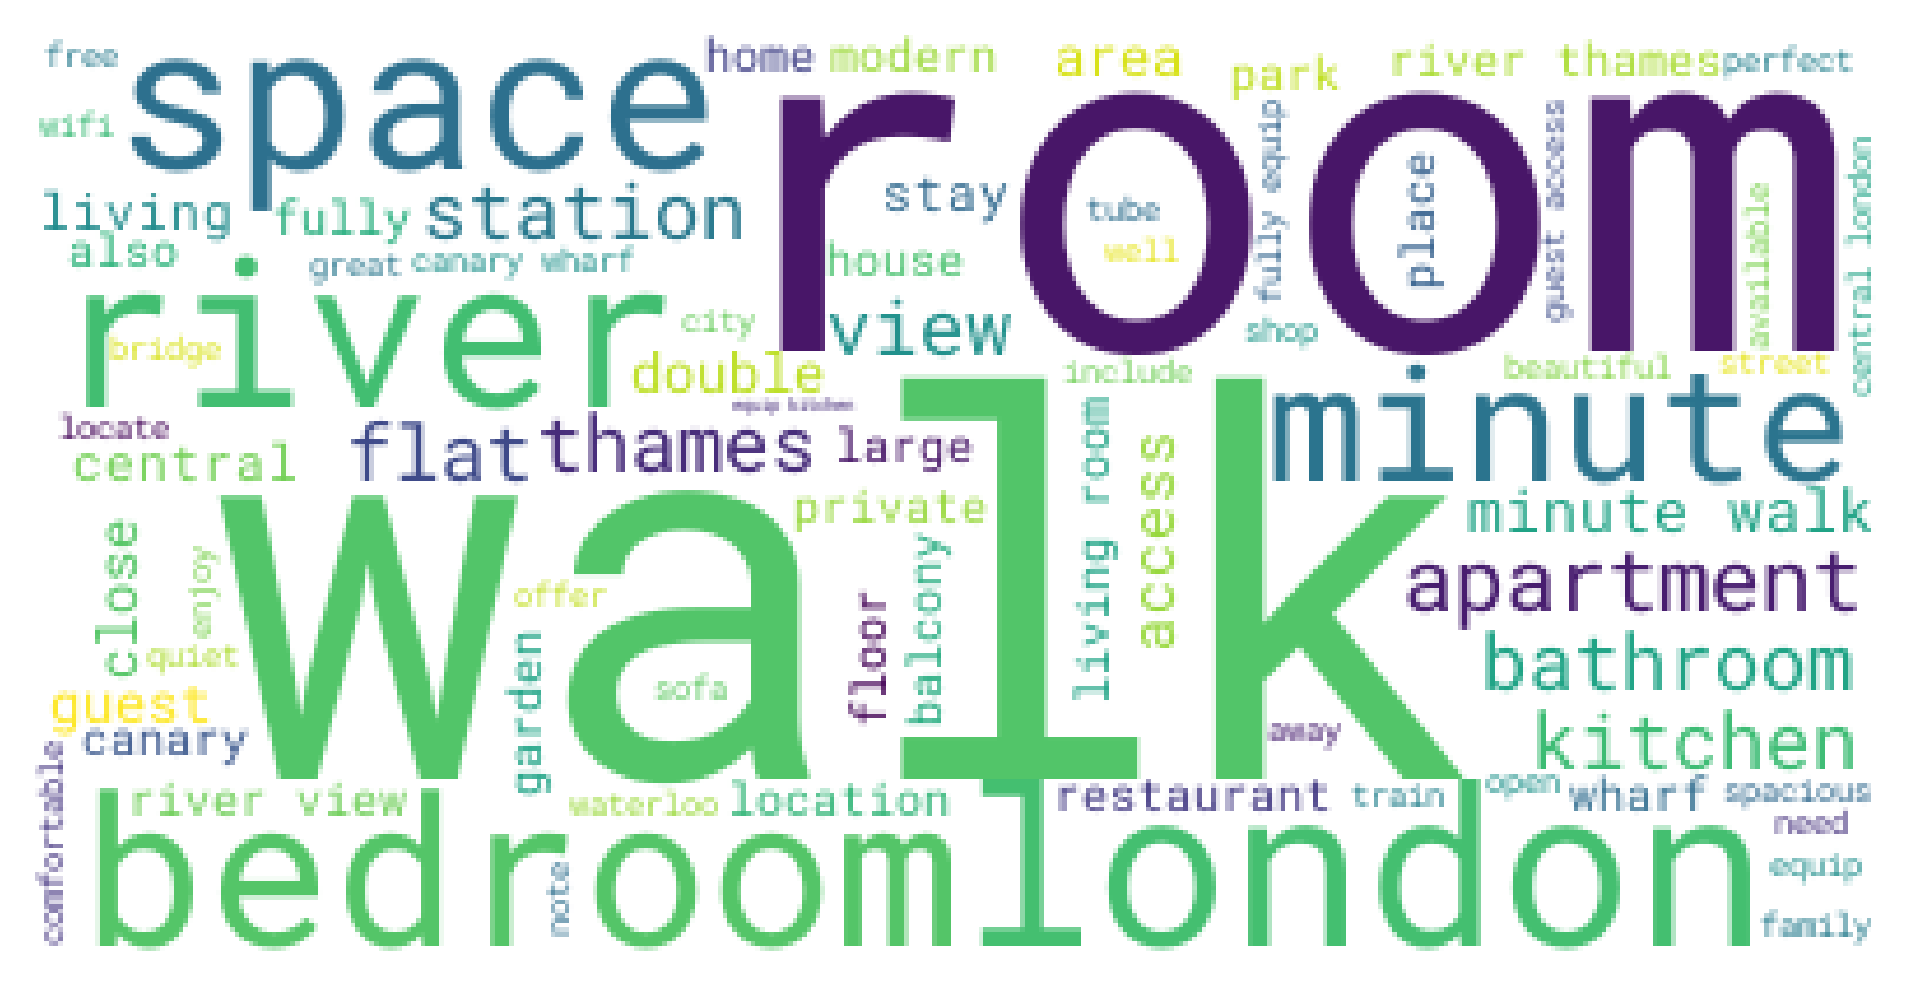 free
space
home
modern
area
park
river thames
perfect
wifi
room
living
fully
station
stay
tube
well
fully equip
place
guest access
available
central london
also
great
canary wharf
house
river
bridge
city
view
shop
double
include
beautiful
street
equip kitchen
locate
central
flat
thames
large
minute
walk
private
minute walk
close
enjoy
quiet
offer
garden
sofa
floor
balcony
living room
access
apartment
bathroom
guest
canary
away
kitchen
comfortable
river view
waterloo
location
restaurant
train
open
wharf
spacious
bedroom
note
london
need
equip
family